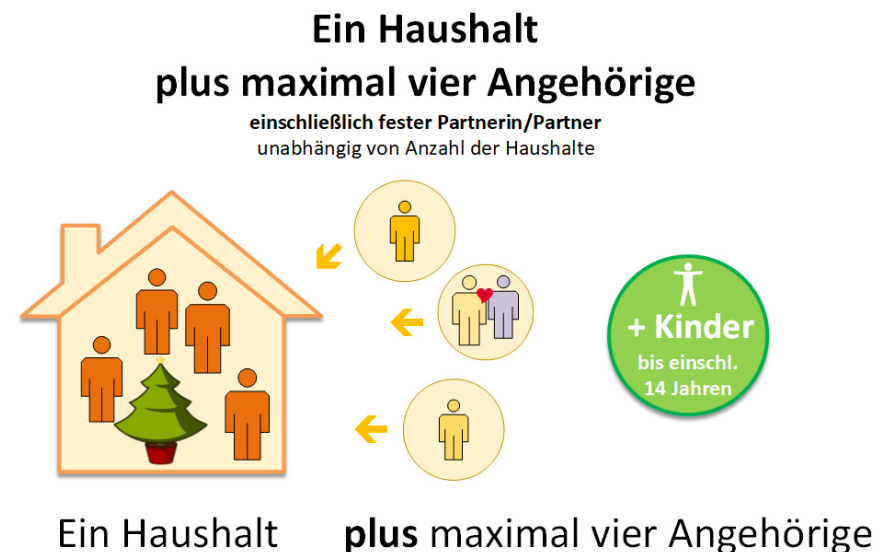 Ein Haushalt
plus maximal vier Angehörige
einschließlich fester Partnerin/Partner
unabhängig von Anzahl der Haushalte
+ Kinder
bis einschl.
14 Jahren
Ein Haushalt plus maximal vier Angehörige